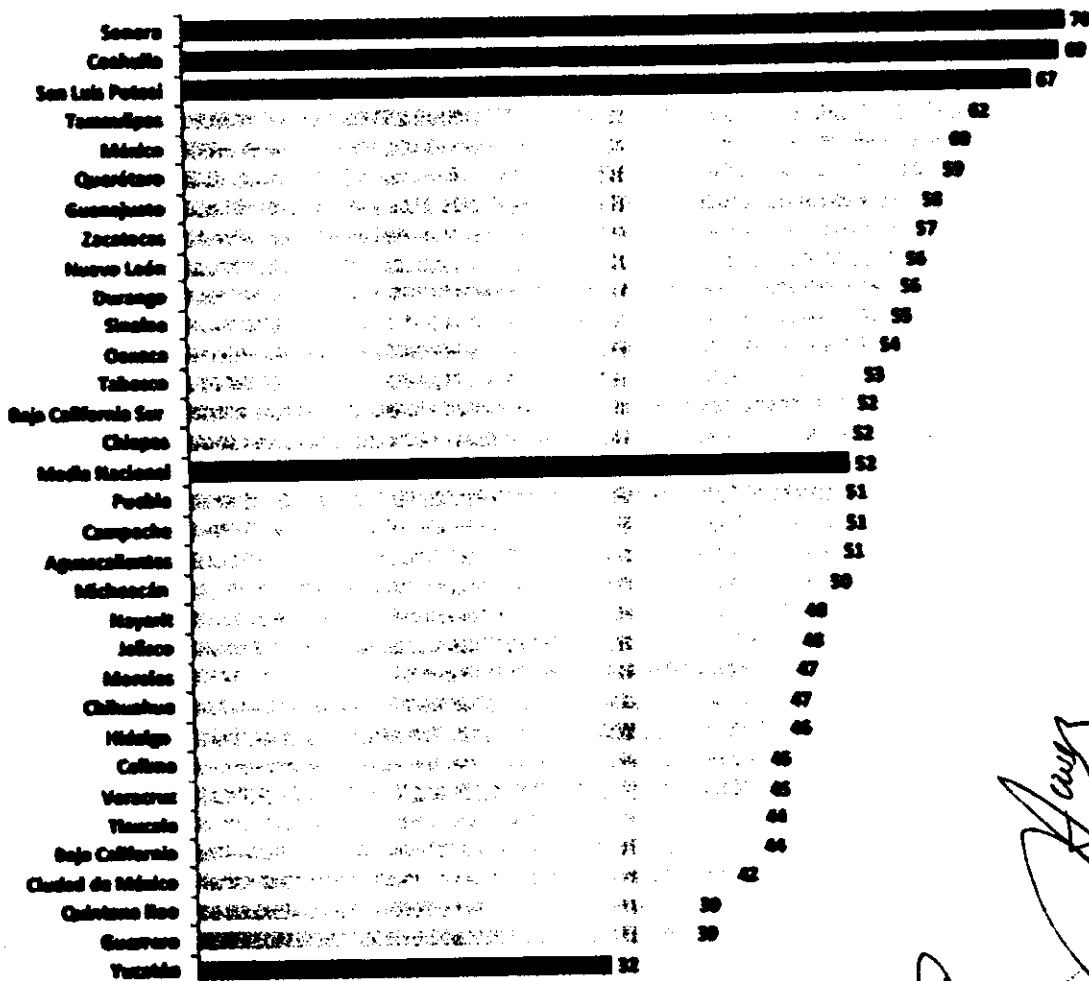 Sonora 70
Coahuila 69
San Luis Potosí 67
Tamaulipas 62
México 60
Querétaro 59
Guanajuato 58
Zacatecas 57
Nuevo León 56
Durango 56
Sinaloa 55
Oaxaca 54
Tabasco 53
Baja California Sur 52
Chiapas 52
Media Nacional 52
Puebla 51
Campeche 51
Aguascalientes 51
Michoacán 50
Nayarit 48
Jalisco 48
Morelos 47
Chihuahua 47
Hidalgo 46
Colima
Veracruz 45
Tlaxcala 44
Baja California 44
Ciudad de México 42
Quintana Roo 39
Guerrero 39
Yucatán 32